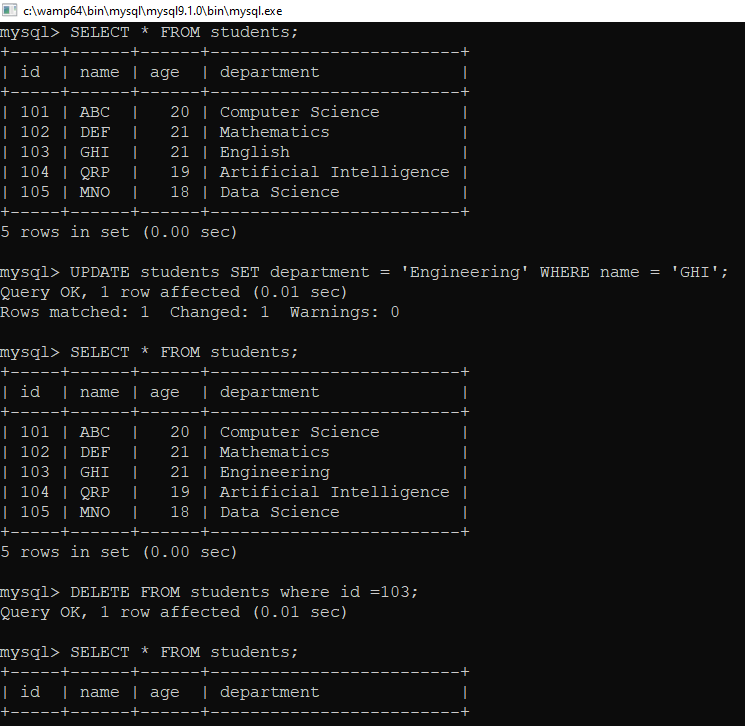 c:\wamp64\bin\mysql\mysql9.1.0\bin\mysql.exe
mysql> SELECT * FROM students;
+-----+------+------+-------------------------+
| id  | name | age  | department              |
+-----+------+------+-------------------------+
| 101 | ABC  |   20 | Computer Science        |
| 102 | DEF  |   21 | Mathematics             |
| 103 | GHI  |   21 | English                 |
| 104 | QRP  |   19 | Artificial Intelligence |
| 105 | MNO  |   18 | Data Science            |
+-----+------+------+-------------------------+
5 rows in set (0.00 sec)
mysql> UPDATE students SET department = 'Engineering' WHERE name = 'GHI';
Query OK, 1 row affected (0.01 sec)
Rows matched: 1  Changed: 1  Warnings: 0
mysql> SELECT * FROM students;
+-----+------+------+-------------------------+
| id  | name | age  | department              |
+-----+------+------+-------------------------+
| 101 | ABC  |   20 | Computer Science        |
| 102 | DEF  |   21 | Mathematics             |
| 103 | GHI  |   21 | Engineering             |
| 104 | QRP  |   19 | Artificial Intelligence |
| 105 | MNO  |   18 | Data Science            |
+-----+------+------+-------------------------+
5 rows in set (0.00 sec)
mysql> DELETE FROM students where id =103;
Query OK, 1 row affected (0.01 sec)
mysql> SELECT * FROM students;
+-----+------+------+-------------------------+
| id  | name | age  | department              |
+-----+------+------+-------------------------+